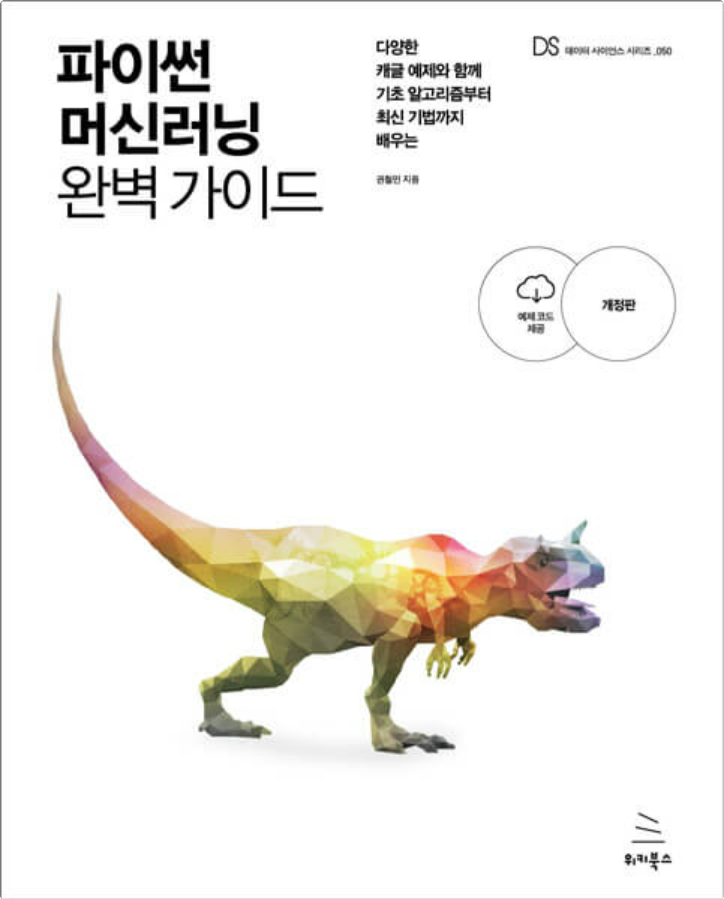 파이썬
머신러닝
완벽 가이드
다양한
캐글 예제와 함께
기초 알고리즘부터
최신 기법까지
배우는
권철민 지음
DS 데이터 사이언스 시리즈_050
예제 코드
제공
개정판
위키북스